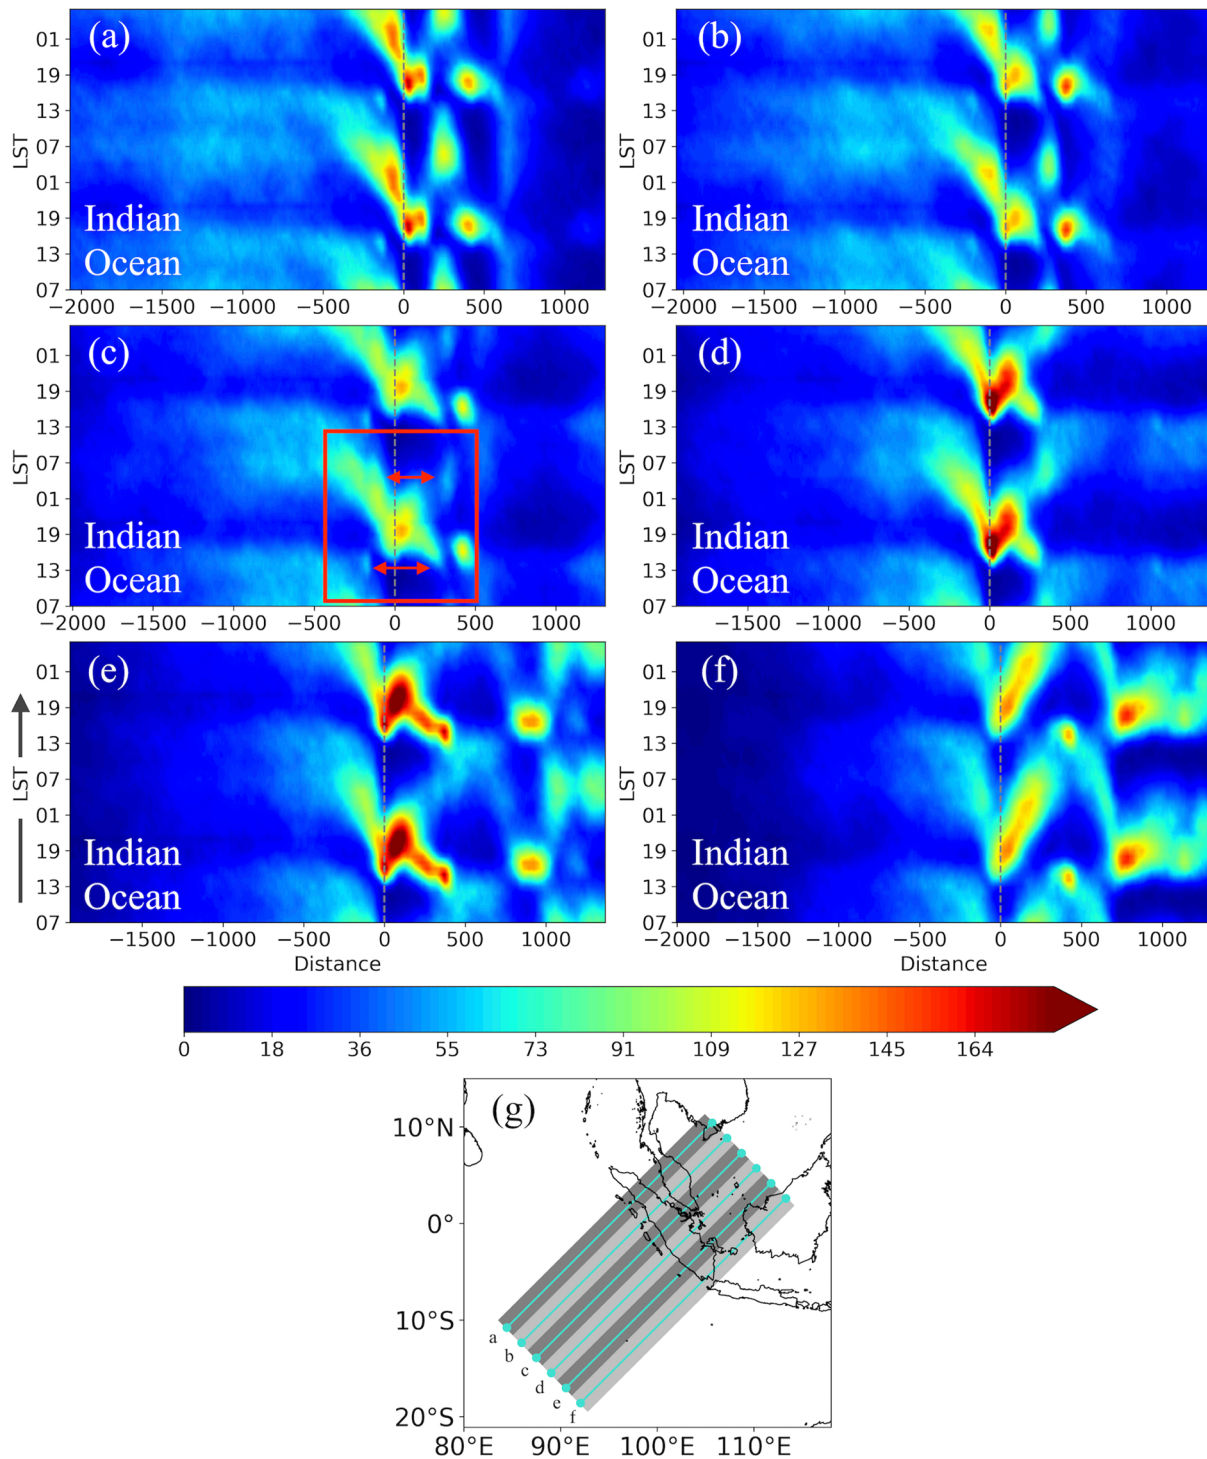 (a)
01
19
13
07
01
19
13
07
LST
Indian
Ocean
−2000 −1500 −1000 −500 0 500 1000
(b)
01
19
13
07
01
19
13
07
LST
Indian
Ocean
−2000 −1500 −1000 −500 0 500 1000
(c)
01
19
13
07
01
19
13
07
LST
Indian
Ocean
−2000 −1500 −1000 −500 0 500 1000
(d)
01
19
13
07
01
19
13
07
LST
Indian
Ocean
−1500 −1000 −500 0 500 1000
(e)
01
19
13
07
01
19
13
07
LST
Indian
Ocean
−1500 −1000 −500 0 500 1000
Distance
(f)
01
19
13
07
01
19
13
07
LST
Indian
Ocean
−2000 −1500 −1000 −500 0 500 1000
Distance
0 18 36 55 73 91 109 127 145 164
(g)
10°N
0°
10°S
20°S
a
b
c
d
e
f
80°E 90°E 100°E 110°E